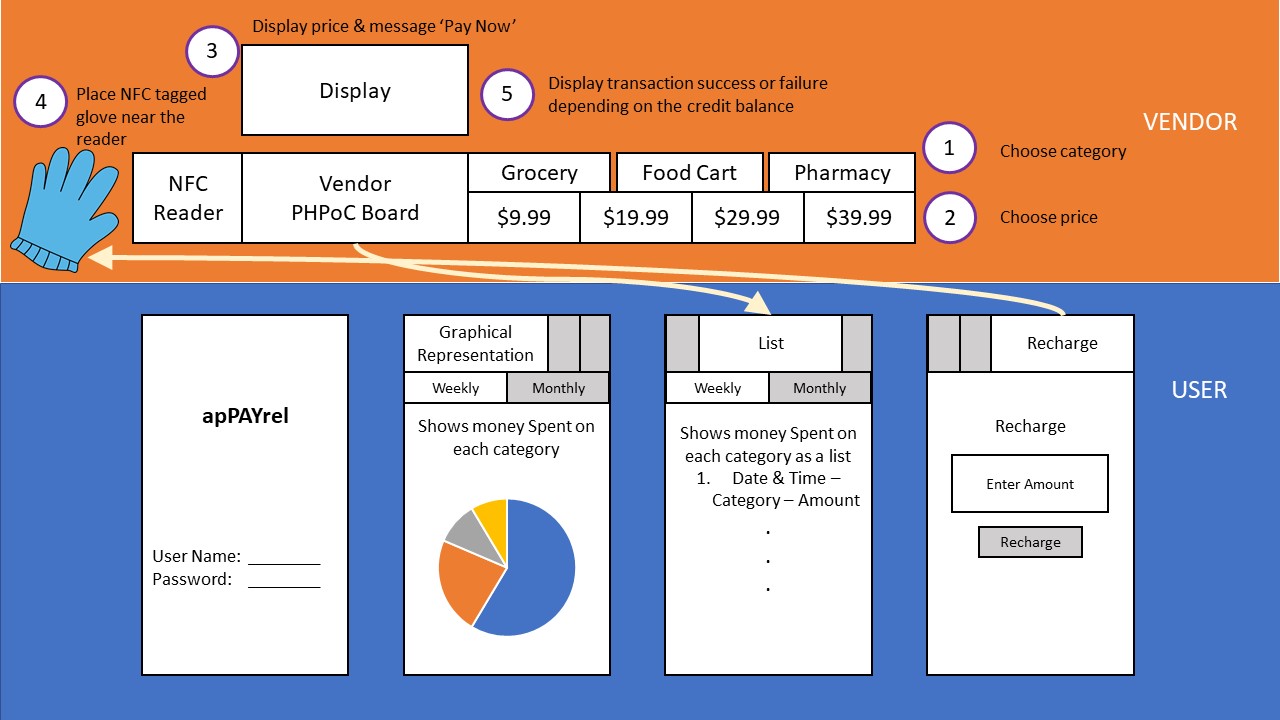 Display price & message ‘Pay Now’
3
Display
4
Place NFC tagged
glove near the
reader
5
Display transaction success or failure
depending on the credit balance
VENDOR
NFC
Reader
Vendor
PHPoC Board
Grocery
Food Cart
Pharmacy
$9.99
$19.99
$29.99
$39.99
1
Choose category
2
Choose price
USER
apPAYrel
User Name: ________
Password: ________
Graphical
Representation
Weekly
Monthly
Shows money Spent on
each category
List
Weekly
Monthly
Shows money Spent on
each category as a list
1. Date & Time –
Category – Amount
.
.
.
Recharge
Recharge
Enter Amount
Recharge